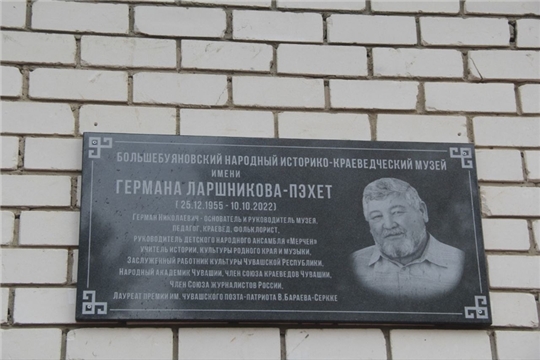 БОЛЬШЕБУЯНОВСКИЙ НАРОДНЫЙ ИСТОРИКО-КРАЕВЕДЧЕСКИЙ МУЗЕЙ
ИМЕНИ
ГЕРМАНА ЛАРШНИКОВА-ПЭХЕТ
(25.12.1955 - 10.10.2022)
ГЕРМАН НИКОЛАЕВИЧ - ОСНОВАТЕЛЬ И РУКОВОДИТЕЛЬ МУЗЕЯ,
ПЕДАГОГ, КРАЕВЕД, ФОЛЬКЛОРИСТ,
РУКОВОДИТЕЛЬ ДЕТСКОГО НАРОДНОГО АНСАМБЛЯ «МЕРЧЕН»
УЧИТЕЛЬ ИСТОРИИ, КУЛЬТУРЫ РОДНОГО КРАЯ И МУЗЫКИ,
ЗАСЛУЖЕННЫЙ РАБОТНИК КУЛЬТУРЫ ЧУВАШСКОЙ РЕСПУБЛИКИ,
НАРОДНЫЙ АКАДЕМИК ЧУВАШИИ, ЧЛЕН СОЮЗА КРАЕВЕДОВ ЧУВАШИИ,
ЧЛЕН СОЮЗА ЖУРНАЛИСТОВ РОССИИ,
ЛАУРЕАТ ПРЕМИИ ИМ. ЧУВАШСКОГО ПОЭТА-ПАТРИОТА В.БАРАЕВА-СЕРКИЕ